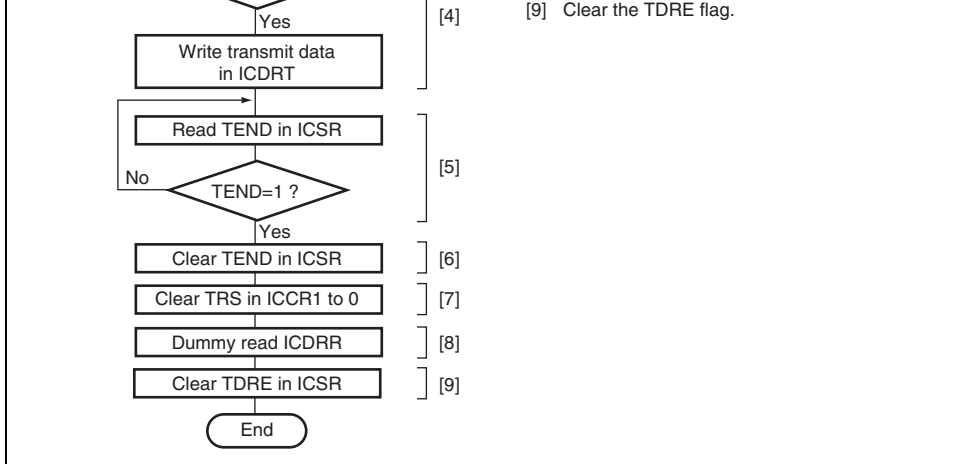 Yes
[4]
[9] Clear the TDRE flag.
Write transmit data
in ICDRT
Read TEND in ICSR
[5]
No
TEND=1 ?
Yes
Clear TEND in ICSR
[6]
Clear TRS in ICCR1 to 0
[7]
Dummy read ICDRR
[8]
Clear TDRE in ICSR
[9]
End